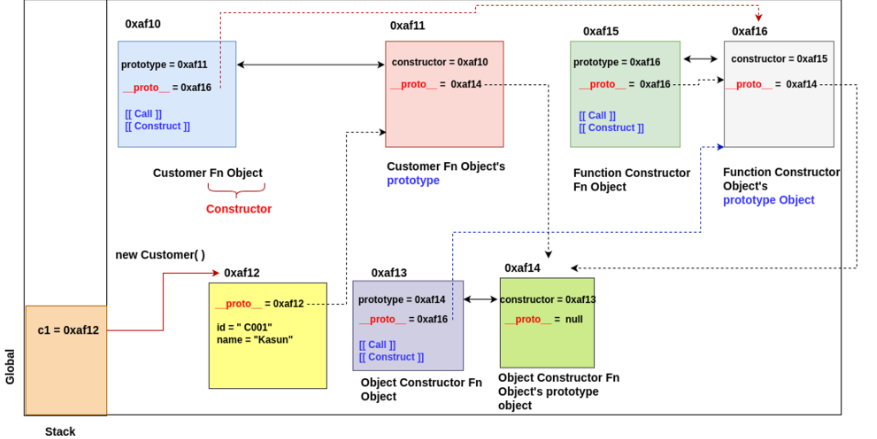 0xaf10
0xaf11
0xaf15
0xaf16
prototype = 0xaf11
__proto__ = 0xaf16
[[ Call ]]
[[ Construct ]]
constructor = 0xaf10
__proto__ = 0xaf14
prototype = 0xaf16
__proto__ = 0xaf16
[[ Call ]]
[[ Construct ]]
constructor = 0xaf15
__proto__ = 0xaf14
Customer Fn Object
Constructor
Customer Fn Object's
prototype
Function Constructor
Fn Object
Function Constructor
Object's
prototype Object
new Customer( )
0xaf12
0xaf13
0xaf14
__proto__ = 0xaf12
id = " C001"
name = "Kasun"
prototype = 0xaf14
__proto__ = 0xaf16
[[ Call ]]
[[ Construct ]]
constructor = 0xaf13
__proto__ = null
c1 = 0xaf12
Object Constructor Fn
Object
Object Constructor Fn
Object's prototype
object
Global
Stack